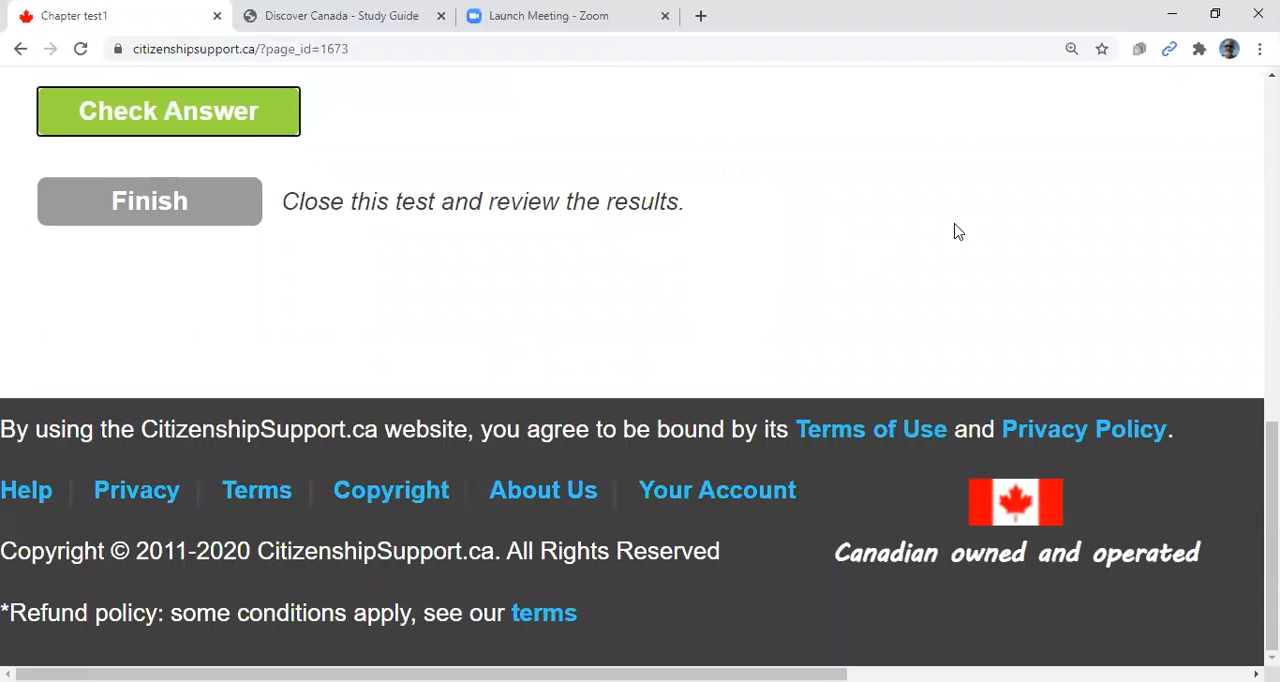 Chapter test1
Discover Canada - Study Guide
Launch Meeting - Zoom
citizenshipsupport.ca/?page_id=1673
Check Answer
Finish
Close this test and review the results.
By using the CitizenshipSupport.ca website, you agree to be bound by its Terms of Use and Privacy Policy.
Help
Privacy
Terms
Copyright
About Us
Your Account
Copyright © 2011-2020 CitizenshipSupport.ca. All Rights Reserved
Canadian owned and operated
*Refund policy: some conditions apply, see our terms